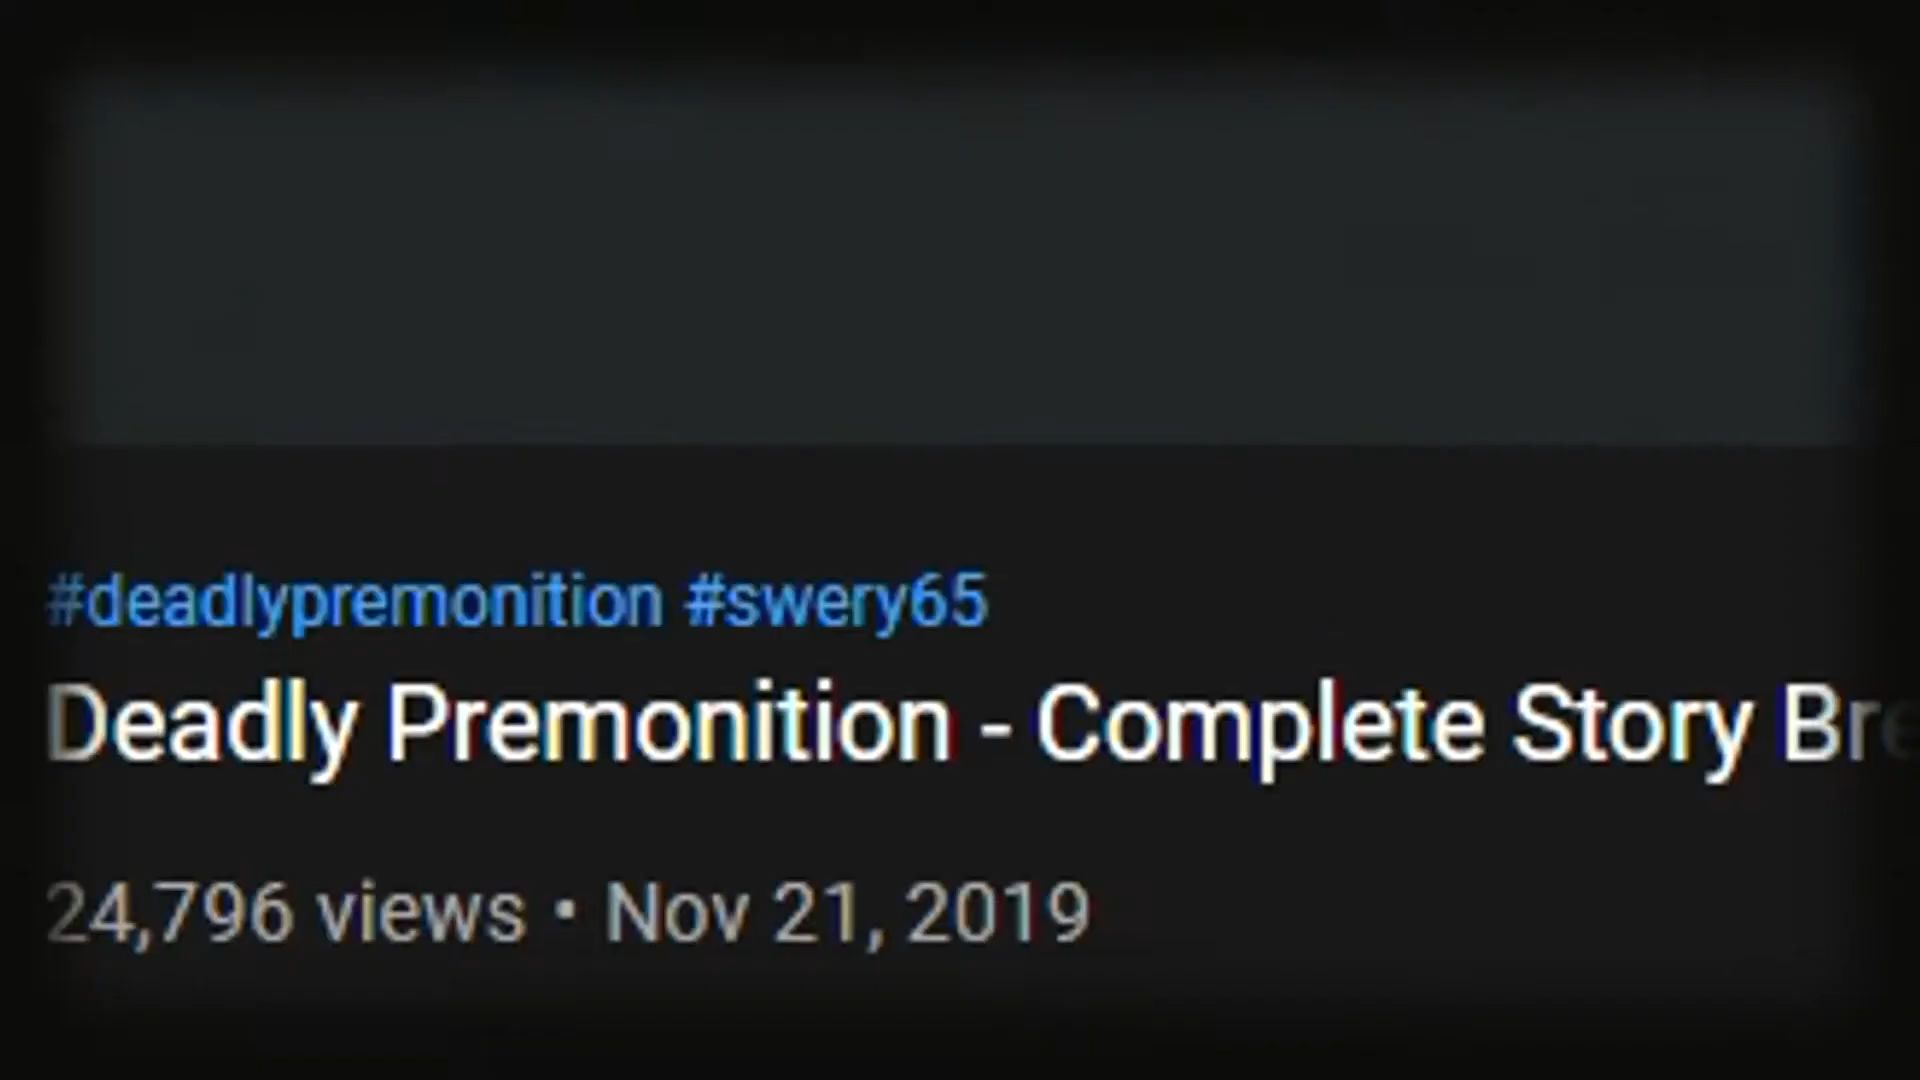 #deadlypremonition #swery65
Deadly Premonition - Complete Story
24,796 views • Nov 21, 2019